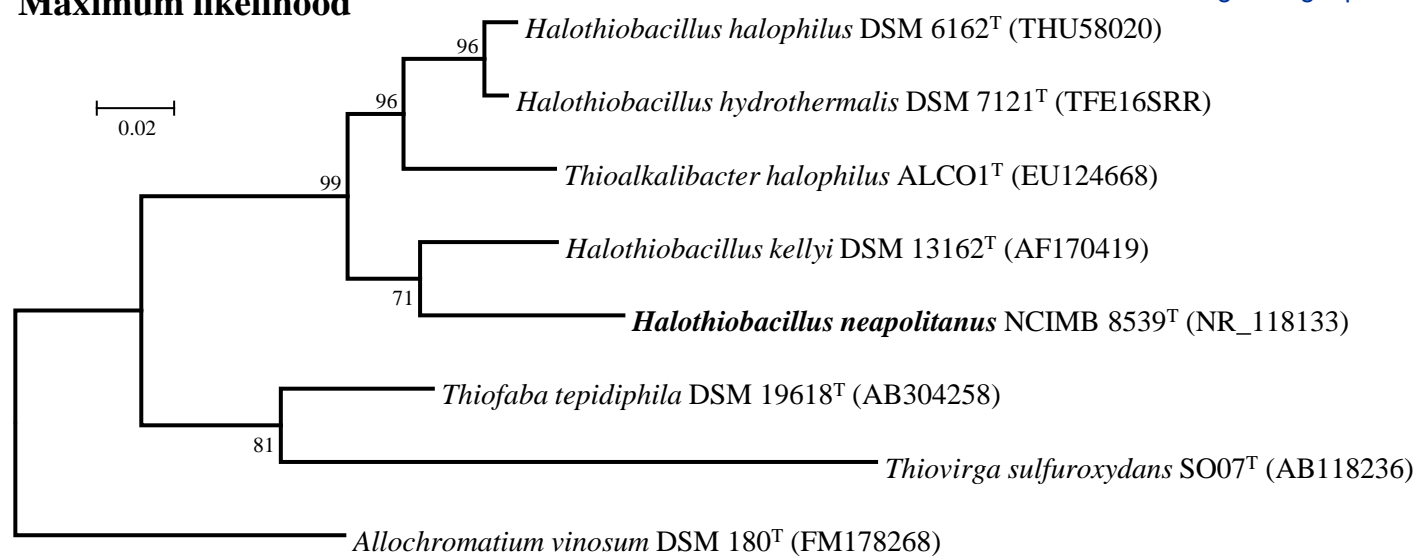 Maximum likelihood
Halothiobacillus halophilus DSM 6162ᵀ (THU58020)
96
Halothiobacillus hydrothermalis DSM 7121ᵀ (TFE16SRR)
96
0.02
Thioalkalibacter halophilus ALCO1ᵀ (EU124668)
99
Halothiobacillus kellyi DSM 13162ᵀ (AF170419)
71
Halothiobacillus neapolitanus NCIMB 8539ᵀ (NR_118133)
Thiofaba tepidiphila DSM 19618ᵀ (AB304258)
81
Thiovirga sulfuroxydans SO07ᵀ (AB118236)
Allochromatium vinosum DSM 180ᵀ (FM178268)